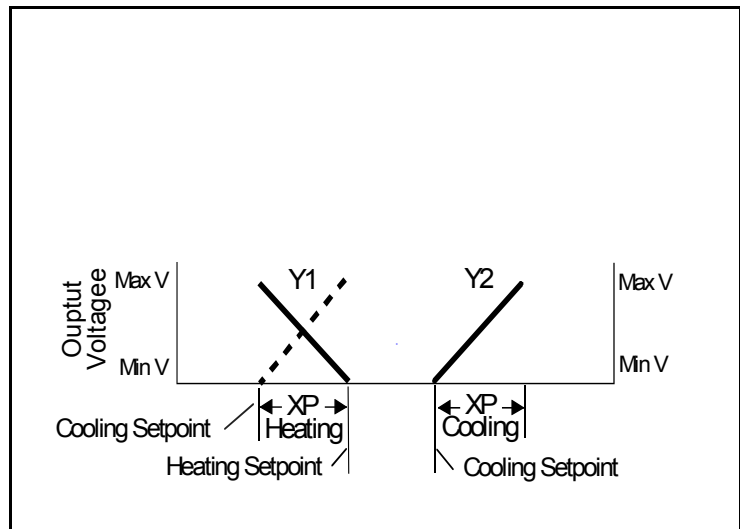 Y1
Y2
Ouptut
Voltagee
Max V
Max V
Min V
Min V
XP
Heating
XP
Cooling
Cooling Setpoint
Heating Setpoint
Cooling Setpoint